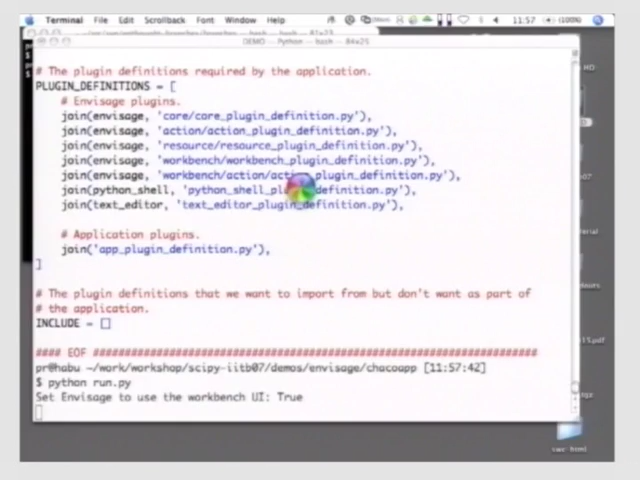 Terminal File Edit Scrollback Font Window Help 11:57 (100%)
DEMO - Python - bash - 84x25
# The plugin definitions required by the application.
PLUGIN_DEFINITIONS = [
# Envisage plugins.
join(envisage, 'core/core_plugin_definition.py'),
join(envisage, 'action/action_plugin_definition.py'),
join(envisage, 'resource/resource_plugin_definition.py'),
join(envisage, 'workbench/workbench_plugin_definition.py'),
join(envisage, 'workbench/action/action_plugin_definition.py'),
join(python_shell, 'python_shell_plugin_definition.py'),
join(text_editor, 'text_editor_plugin_definition.py'),
# Application plugins.
join('app_plugin_definition.py'),
]
# The plugin definitions that we want to import from but don't want as part of
# the application.
INCLUDE = []
#### EOF ######################################################################
pr@habu ~/work/workshop/scipy-iitb07/demos/envisage/chacoapp [11:57:42]
$ python run.py
Set Envisage to use the workbench UI: True
HD